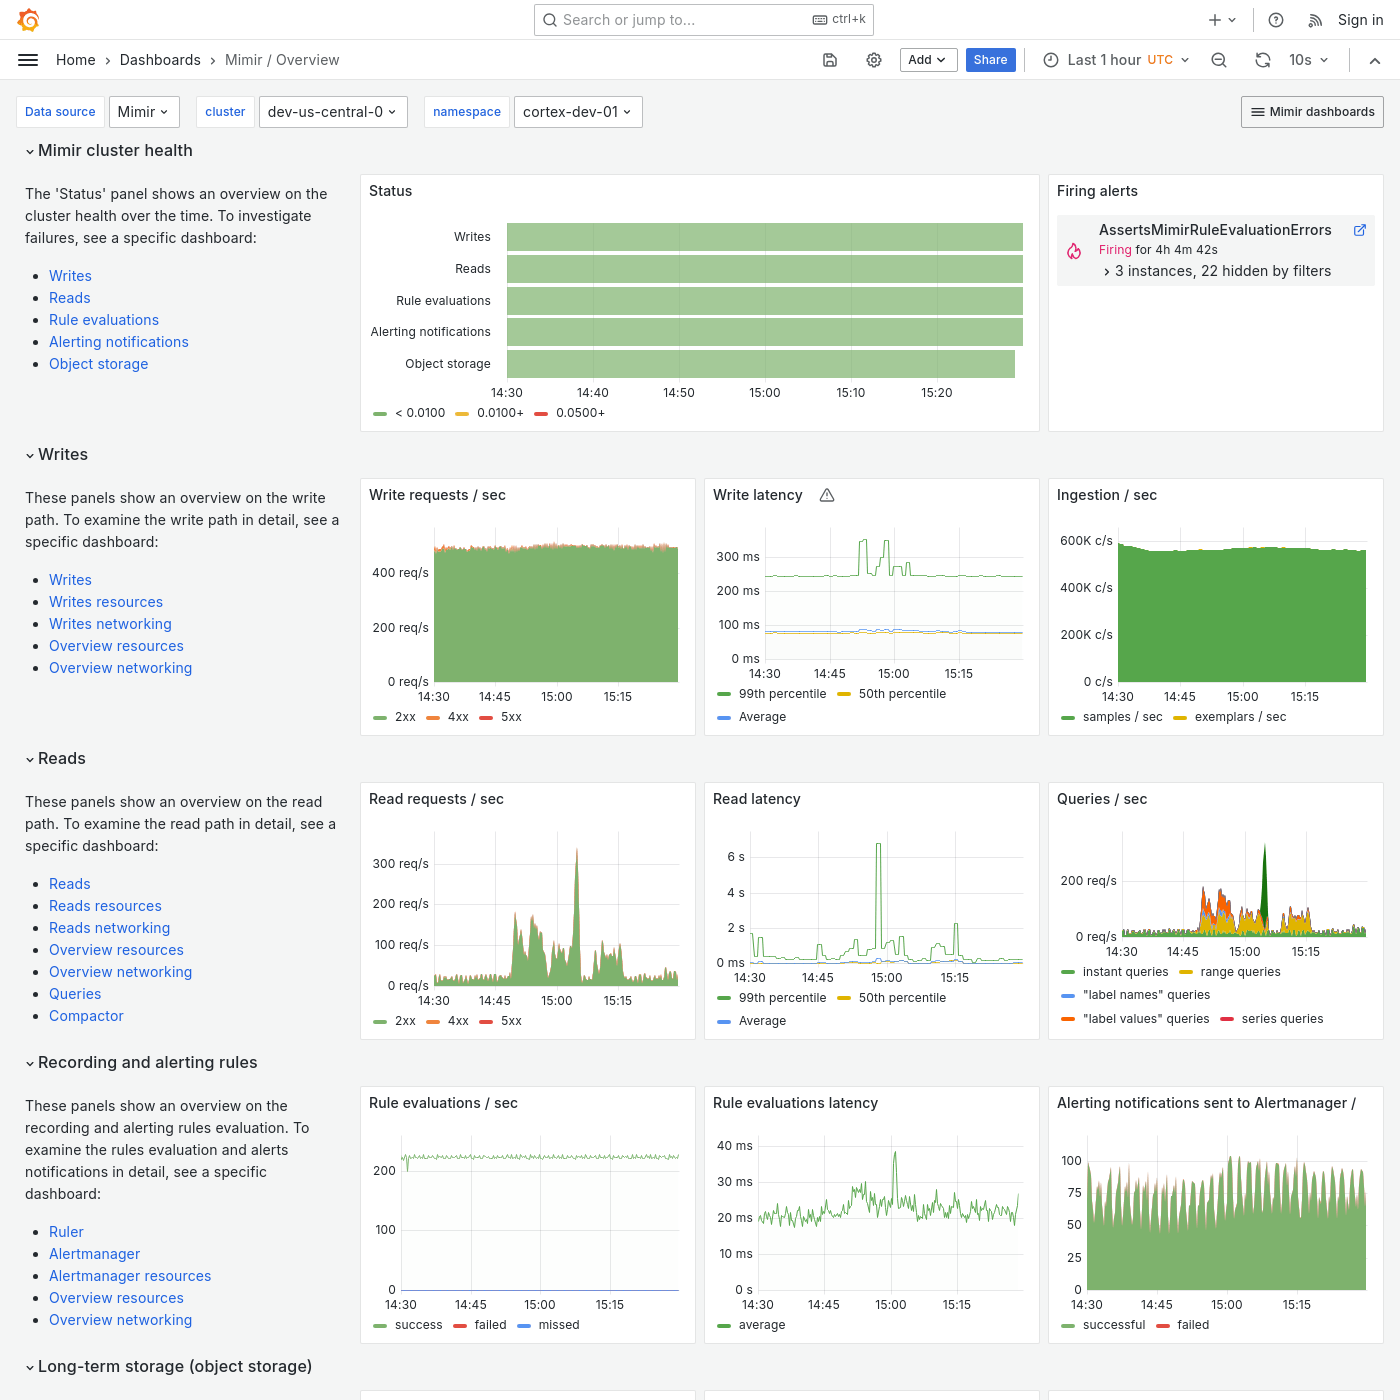 Search or jump to...
ctrl+k
Sign in
Home
Dashboards
Mimir / Overview
Add
Share
Last 1 hour UTC
10s
Data source
Mimir
cluster
dev-us-central-0
namespace
cortex-dev-01
Mimir dashboards
Mimir cluster health
The 'Status' panel shows an overview on the
cluster health over the time. To investigate
failures, see a specific dashboard:
Writes
Reads
Rule evaluations
Alerting notifications
Object storage
Status
Writes
Reads
Rule evaluations
Alerting notifications
Object storage
14:30 14:40 14:50 15:00 15:10 15:20
< 0.0100 0.0100+ 0.0500+
Firing alerts
AssertsMimirRuleEvaluationErrors
Firing for 4h 4m 42s
3 instances, 22 hidden by filters
Writes
These panels show an overview on the write
path. To examine the write path in detail, see a
specific dashboard:
Writes
Writes resources
Writes networking
Overview resources
Overview networking
Write requests / sec
400 req/s
200 req/s
0 req/s
14:30 14:45 15:00 15:15
2xx 4xx 5xx
Write latency
300 ms
200 ms
100 ms
0 ms
14:30 14:45 15:00 15:15
99th percentile 50th percentile
Average
Ingestion / sec
600K c/s
400K c/s
200K c/s
0 c/s
14:30 14:45 15:00 15:15
samples / sec exemplars / sec
Reads
These panels show an overview on the read
path. To examine the read path in detail, see a
specific dashboard:
Reads
Reads resources
Reads networking
Overview resources
Overview networking
Queries
Compactor
Read requests / sec
300 req/s
200 req/s
100 req/s
0 req/s
14:30 14:45 15:00 15:15
2xx 4xx 5xx
Read latency
6 s
4 s
2 s
0 ms
14:30 14:45 15:00 15:15
99th percentile 50th percentile
Average
Queries / sec
200 req/s
0 req/s
14:30 14:45 15:00 15:15
instant queries range queries
"label names" queries
"label values" queries series queries
Recording and alerting rules
These panels show an overview on the
recording and alerting rules evaluation. To
examine the rules evaluation and alerts
notifications in detail, see a specific
dashboard:
Ruler
Alertmanager
Alertmanager resources
Overview resources
Overview networking
Rule evaluations / sec
200
100
0
14:30 14:45 15:00 15:15
success failed missed
Rule evaluations latency
40 ms
30 ms
20 ms
10 ms
0 s
14:30 14:45 15:00 15:15
average
Alerting notifications sent to Alertmanager /
100
75
50
25
0
14:30 14:45 15:00 15:15
successful failed
Long-term storage (object storage)